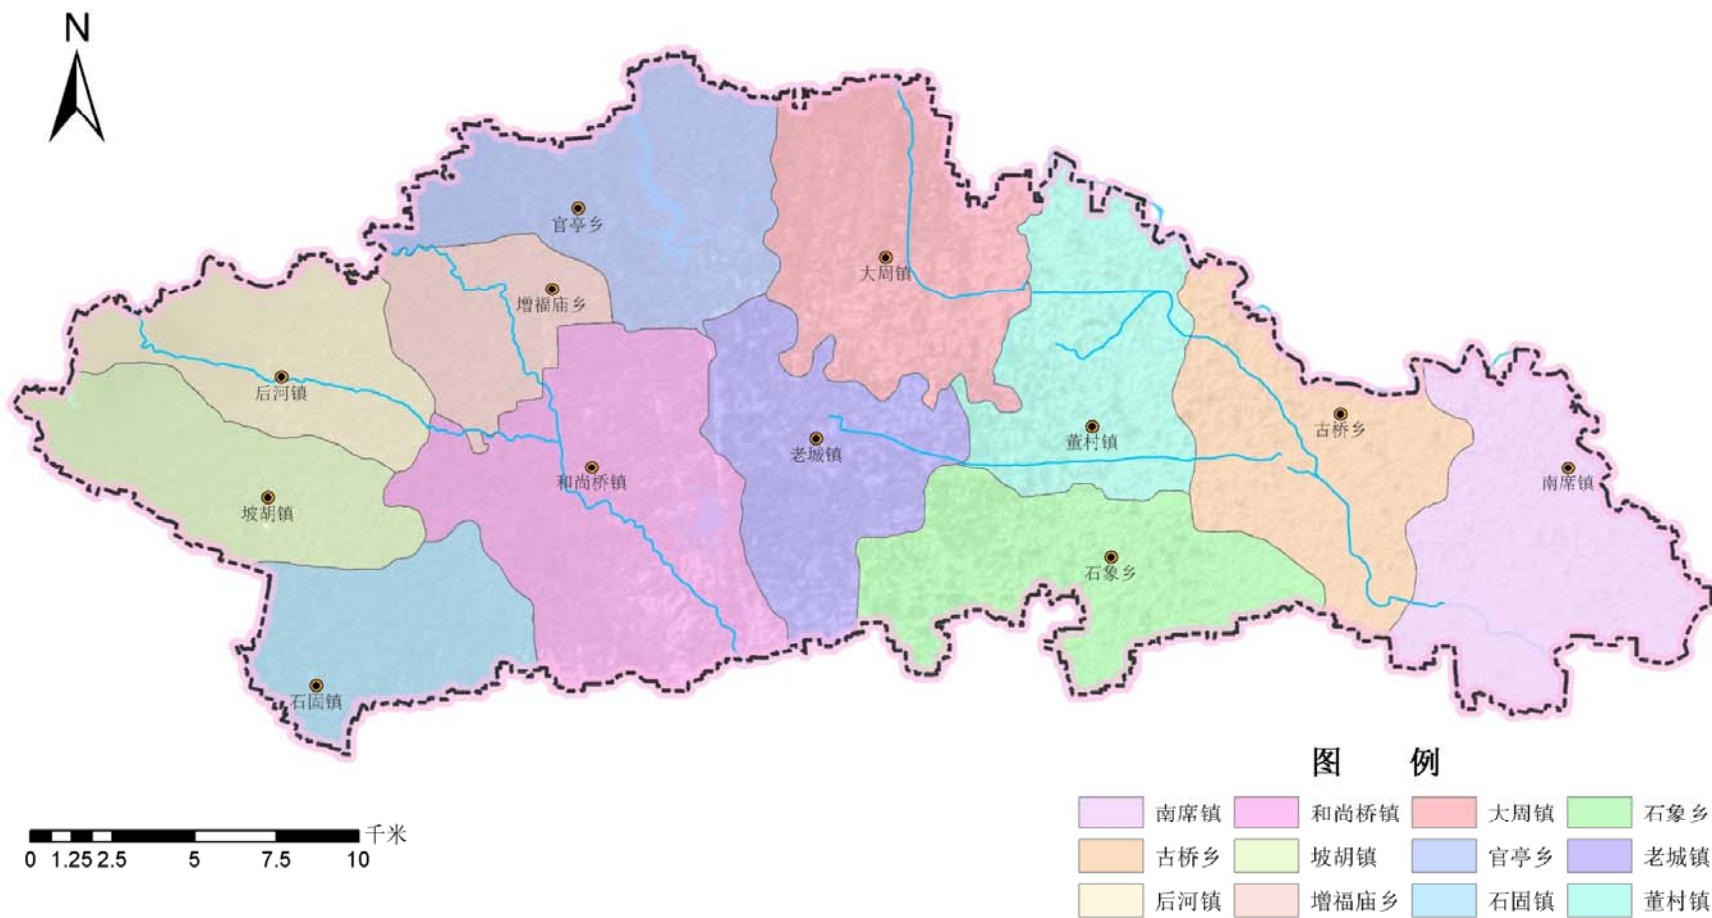 N
官亭乡
大周镇
增福庙乡
后河镇
古桥乡
董村镇
老城镇
和尚桥镇
南席镇
坡胡镇
石象乡
石固镇
图 例
南席镇 和尚桥镇 大周镇 石象乡
千米
0 1.25 2.5 5 7.5 10
古桥乡 坡胡镇 官亭乡 老城镇
后河镇 增福庙乡 石固镇 董村镇